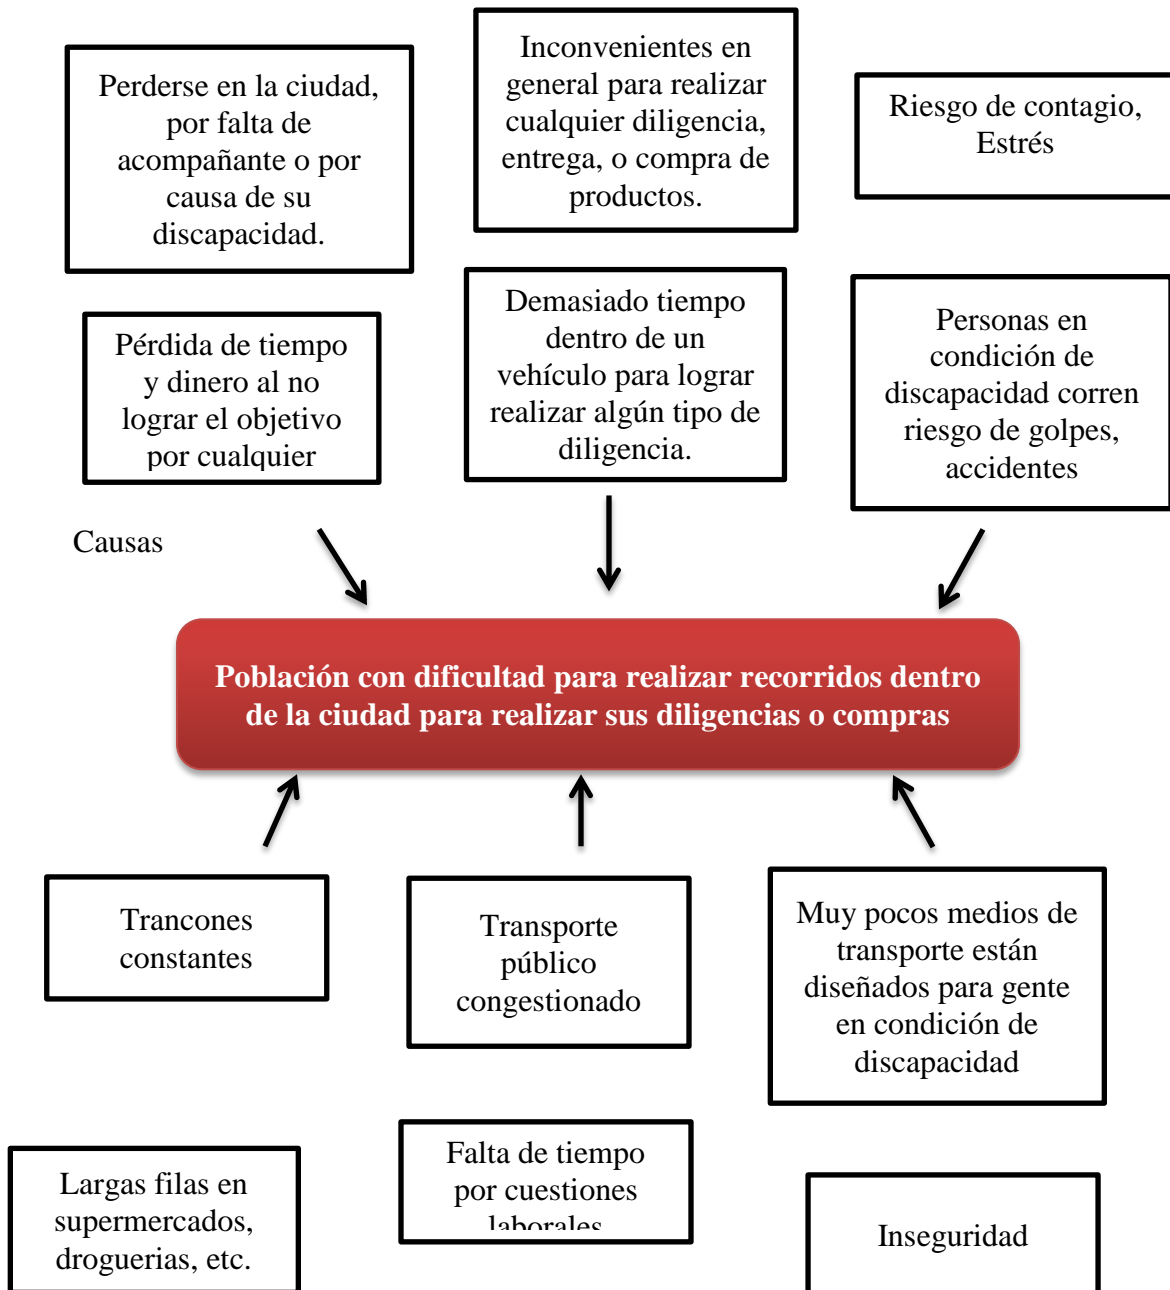 Perderse en la ciudad,
por falta de
acompañante o por
causa de su
discapacidad.
Inconvenientes en
general para realizar
cualquier diligencia,
entrega, o compra de
productos.
Riesgo de contagio,
Estrés
Pérdida de tiempo
y dinero al no
lograr el objetivo
por cualquier
Demasiado tiempo
dentro de un
vehículo para lograr
realizar algún tipo de
diligencia.
Personas en
condición de
discapacidad corren
riesgo de golpes,
accidentes
Causas
Población con dificultad para realizar recorridos dentro
de la ciudad para realizar sus diligencias o compras
Trancones
constantes
Transporte
público
congestionado
Muy pocos medios de
transporte están
diseñados para gente
en condición de
discapacidad
Largas filas en
supermercados,
droguerias, etc.
Falta de tiempo
por cuestiones
laborales
Inseguridad